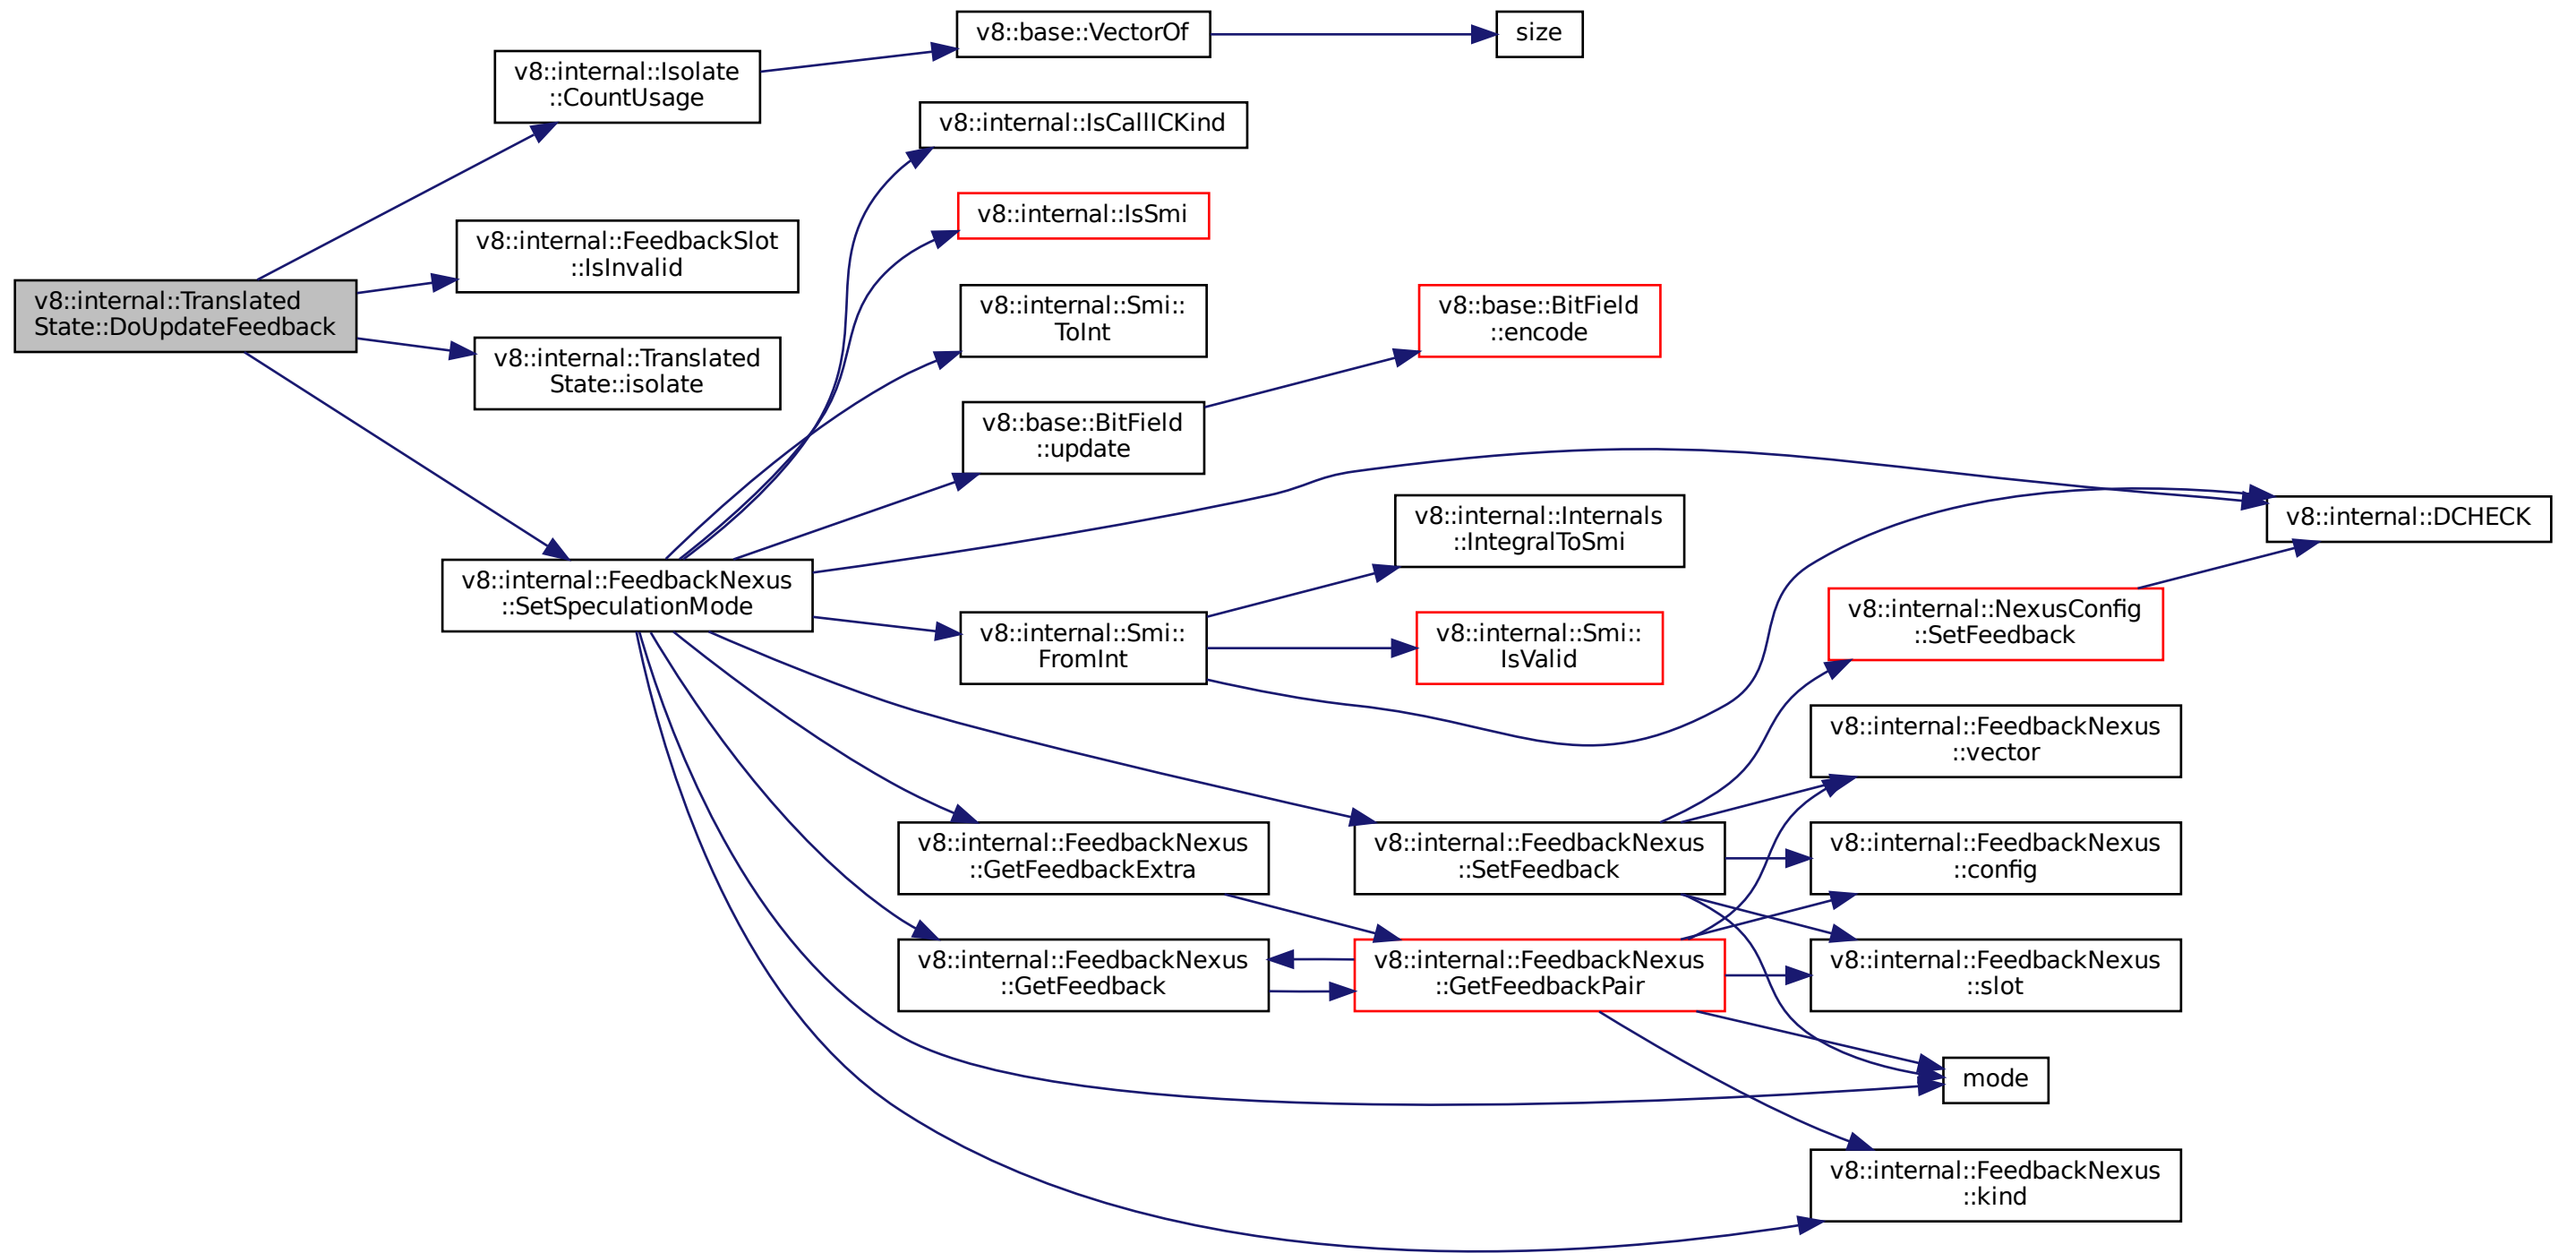 v8::internal::Translated
State::DoUpdateFeedback
v8::internal::Isolate
::CountUsage
v8::internal::FeedbackSlot
::IsInvalid
v8::internal::Translated
State::isolate
v8::internal::FeedbackNexus
::SetSpeculationMode
v8::base::VectorOf
size
v8::internal::IsCallICKind
v8::internal::IsSmi
v8::internal::Smi::
ToInt
v8::base::BitField
::update
v8::base::BitField
::encode
v8::internal::Smi::
FromInt
v8::internal::Internals
::IntegralToSmi
v8::internal::Smi::
IsValid
v8::internal::DCHECK
v8::internal::NexusConfig
::SetFeedback
v8::internal::FeedbackNexus
::GetFeedbackExtra
v8::internal::FeedbackNexus
::GetFeedback
v8::internal::FeedbackNexus
::SetFeedback
v8::internal::FeedbackNexus
::GetFeedbackPair
v8::internal::FeedbackNexus
::vector
v8::internal::FeedbackNexus
::config
v8::internal::FeedbackNexus
::slot
mode
v8::internal::FeedbackNexus
::kind